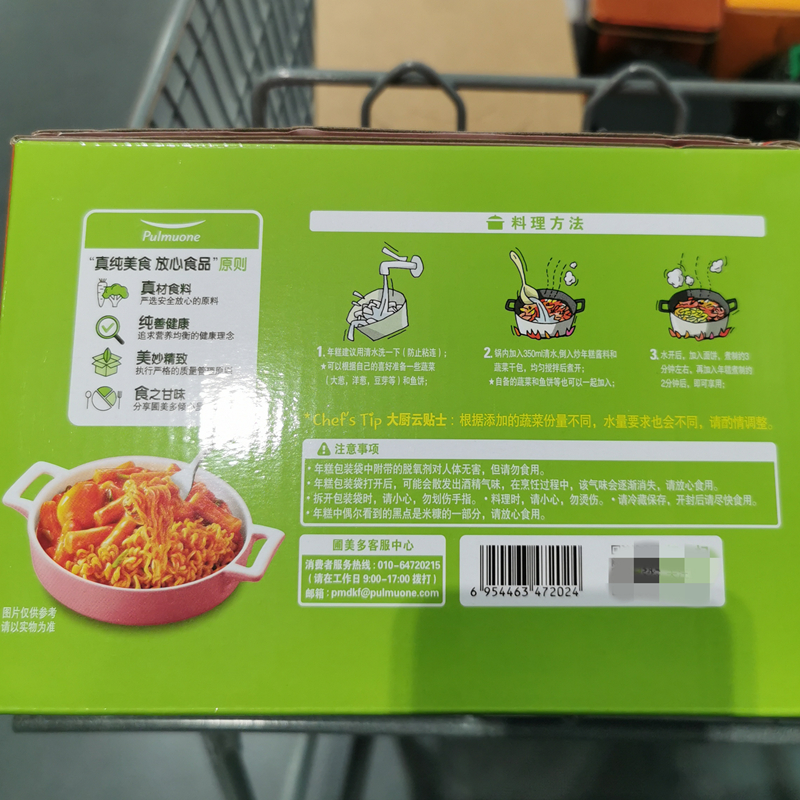 Pulmuone
“真纯美食 放心食品”原则
真材食料
严选安全放心的原料
纯善健康
追求营养均衡的健康理念
美妙精致
执行严格的质量管理原则
食之甘味
分享圃美多倾心
图片仅供参考
请以实物为准
料理方法
1. 年糕建议用清水洗一下（防止粘连）；
★可以根据自己的喜好准备一些蔬菜
（大葱，洋葱，豆芽等）和鱼饼；
2. 锅内加入350ml清水,倒入炒年糕酱料和
蔬菜干包，均匀搅拌后煮开；
★自备的蔬菜和鱼饼等也可以一起加入；
3. 水开后，加入面饼，煮制约3
分钟左右，再加入年糕煮制约
2分钟后，即可享用；
*Chef's Tip 大厨云贴士：根据添加的蔬菜份量不同，水量要求也会不同，请酌情调整。
注意事项
• 年糕包装袋中附带的脱氧剂对人体无害，但请勿食用。
• 年糕包装袋打开后，可能会散发出酒精气味，在烹饪过程中，该气味会逐渐消失，请放心食用。
• 拆开包装袋时，请小心，勿划伤手指。 • 料理时，请小心，勿烫伤。 • 请冷藏保存，开封后请尽快食用。
• 年糕中偶尔看到的黑点是米糠的一部分，请放心食用。
圃美多客服中心
消费者服务热线：010-64720215
（请在工作日 9:00-17:00 拨打）
邮箱：pmdkf@pulmuone.com
6 954463 472024